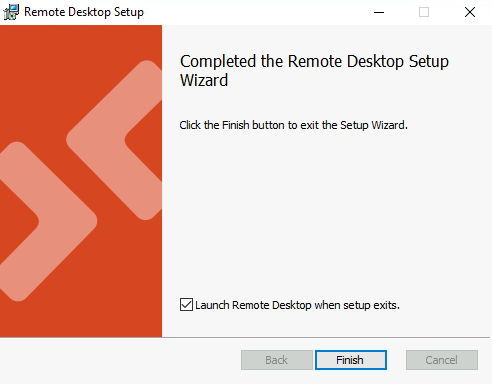 Remote Desktop Setup
Completed the Remote Desktop Setup
Wizard
Click the Finish button to exit the Setup Wizard.
Launch Remote Desktop when setup exits.
Back
Finish
Cancel